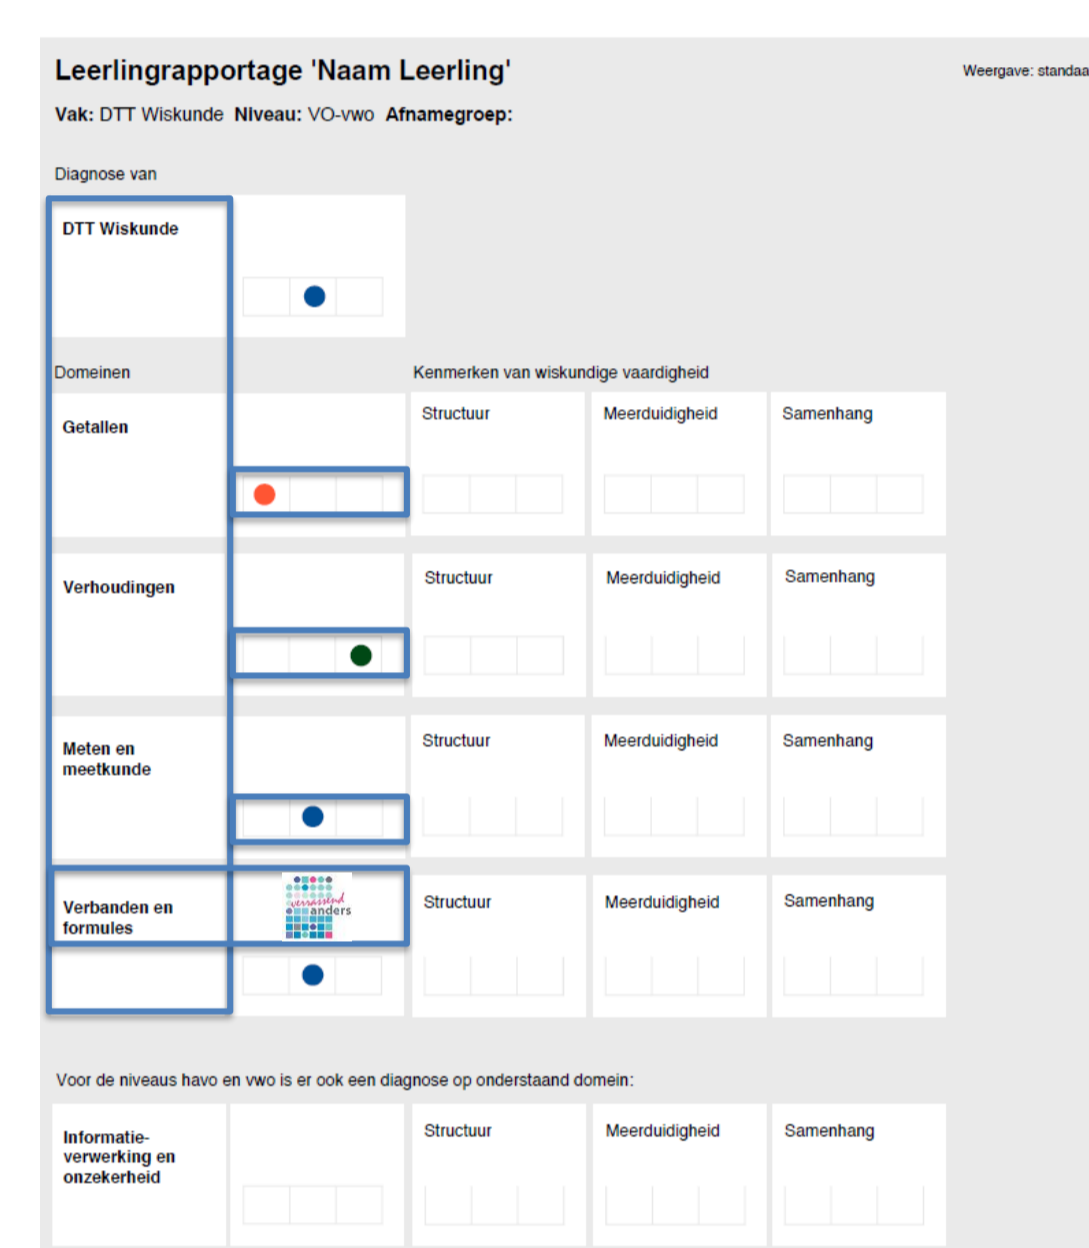 Leerlingrapportage 'Naam Leerling'
Weergave: standaa
Vak: DTT Wiskunde Niveau: VO-vwo Afnamegroep:
Diagnose van
DTT Wiskunde
Domeinen
Kenmerken van wiskundige vaardigheid
Getallen
Structuur
Meerduidigheid
Samenhang
Verhoudingen
Structuur
Meerduidigheid
Samenhang
Meten en
meetkunde
Structuur
Meerduidigheid
Samenhang
Verbanden en
formules
verrassend
anders
Structuur
Meerduidigheid
Samenhang
Voor de niveaus havo en vwo is er ook een diagnose op onderstaand domein:
Informatie-
verwerking en
onzekerheid
Structuur
Meerduidigheid
Samenhang